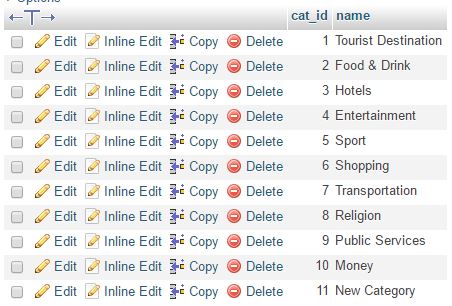 Options
cat_id name
Edit Inline Edit Copy Delete 1 Tourist Destination
Edit Inline Edit Copy Delete 2 Food & Drink
Edit Inline Edit Copy Delete 3 Hotels
Edit Inline Edit Copy Delete 4 Entertainment
Edit Inline Edit Copy Delete 5 Sport
Edit Inline Edit Copy Delete 6 Shopping
Edit Inline Edit Copy Delete 7 Transportation
Edit Inline Edit Copy Delete 8 Religion
Edit Inline Edit Copy Delete 9 Public Services
Edit Inline Edit Copy Delete 10 Money
Edit Inline Edit Copy Delete 11 New Category